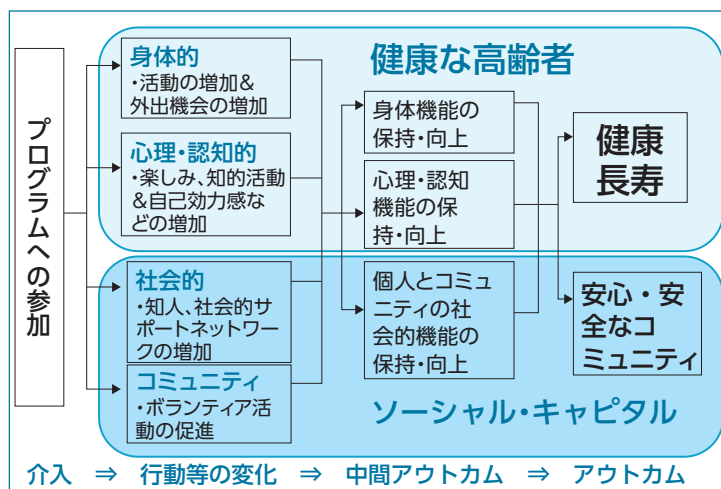 プログラムへの参加
身体的
・活動の増加＆
外出機会の増加
心理・認知的
・楽しみ、知的活動
＆自己効力感な
どの増加
社会的
・知人、社会的サ
ポートネットワー
クの増加
コミュニティ
・ボランティア活
動の促進
健康な高齢者
身体機能の
保持・向上
心理・認知
機能の保
持・向上
個人とコミュ
ニティの社
会的機能の
保持・向上
健康
長寿
安心・安
全なコ
ミュニティ
ソーシャル・キャピタル
介入 ⇒ 行動等の変化 ⇒ 中間アウトカム ⇒ アウトカム